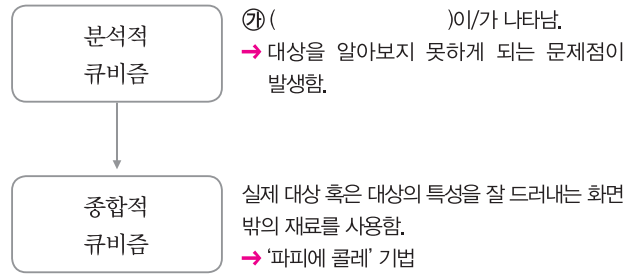 분석적
큐비즘
㉮ (                    )이/가 나타남.
→ 대상을 알아보지 못하게 되는 문제점이
발생함.
종합적
큐비즘
실제 대상 혹은 대상의 특성을 잘 드러내는 화면
밖의 재료를 사용함.
→ ‘파피에 콜레’ 기법